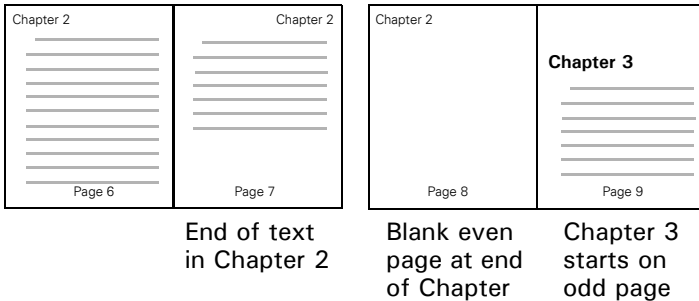 Chapter 2
Chapter 2
Page 6
Page 7
End of text
in Chapter 2
Chapter 2
Chapter 3
Page 8
Page 9
Blank even
page at end
of Chapter
Chapter 3
starts on
odd page